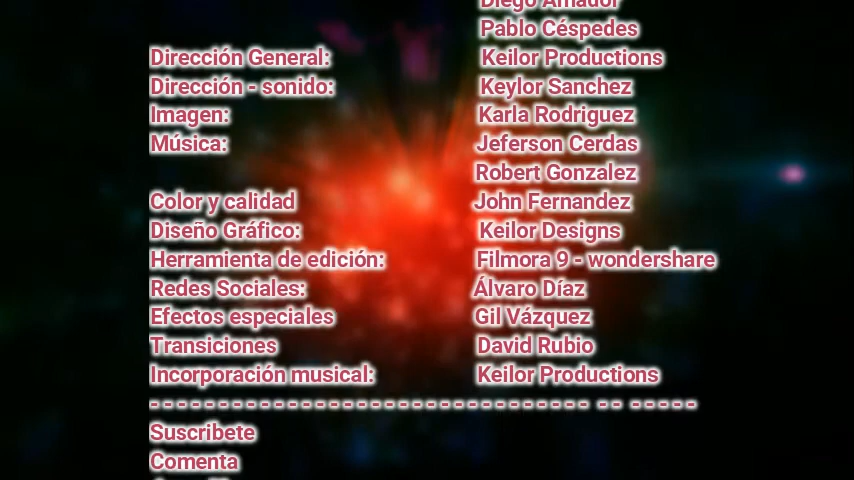 Diego Amador
Pablo Céspedes
Dirección General: Keilor Productions
Dirección - sonido: Keylor Sanchez
Imagen: Karla Rodriguez
Música: Jeferson Cerdas
Robert Gonzalez
Color y calidad John Fernandez
Diseño Gráfico: Keilor Designs
Herramienta de edición: Filmora 9 - wondershare
Redes Sociales: Álvaro Díaz
Efectos especiales Gil Vázquez
Transiciones David Rubio
Incorporación musical: Keilor Productions
- - - - - - - - - - - - - - - - - - - - - - - - - - - - - - - - - -- -- - - - - -
Suscribete
Comenta